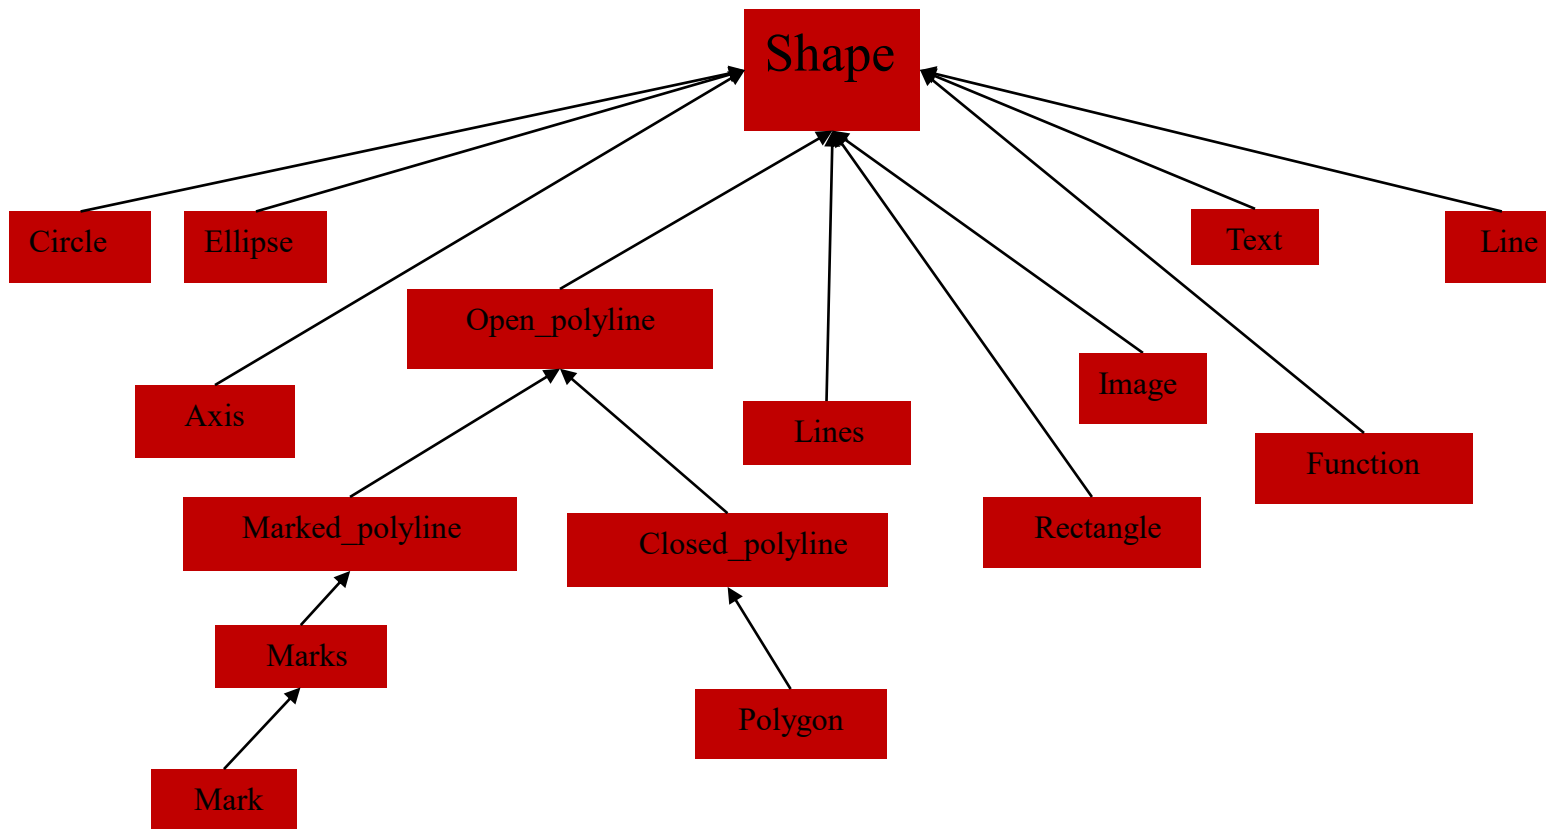 Shape
Circle
Ellipse
Text
Line
Open_polyline
Image
Axis
Lines
Function
Marked_polyline
Closed_polyline
Rectangle
Marks
Polygon
Mark